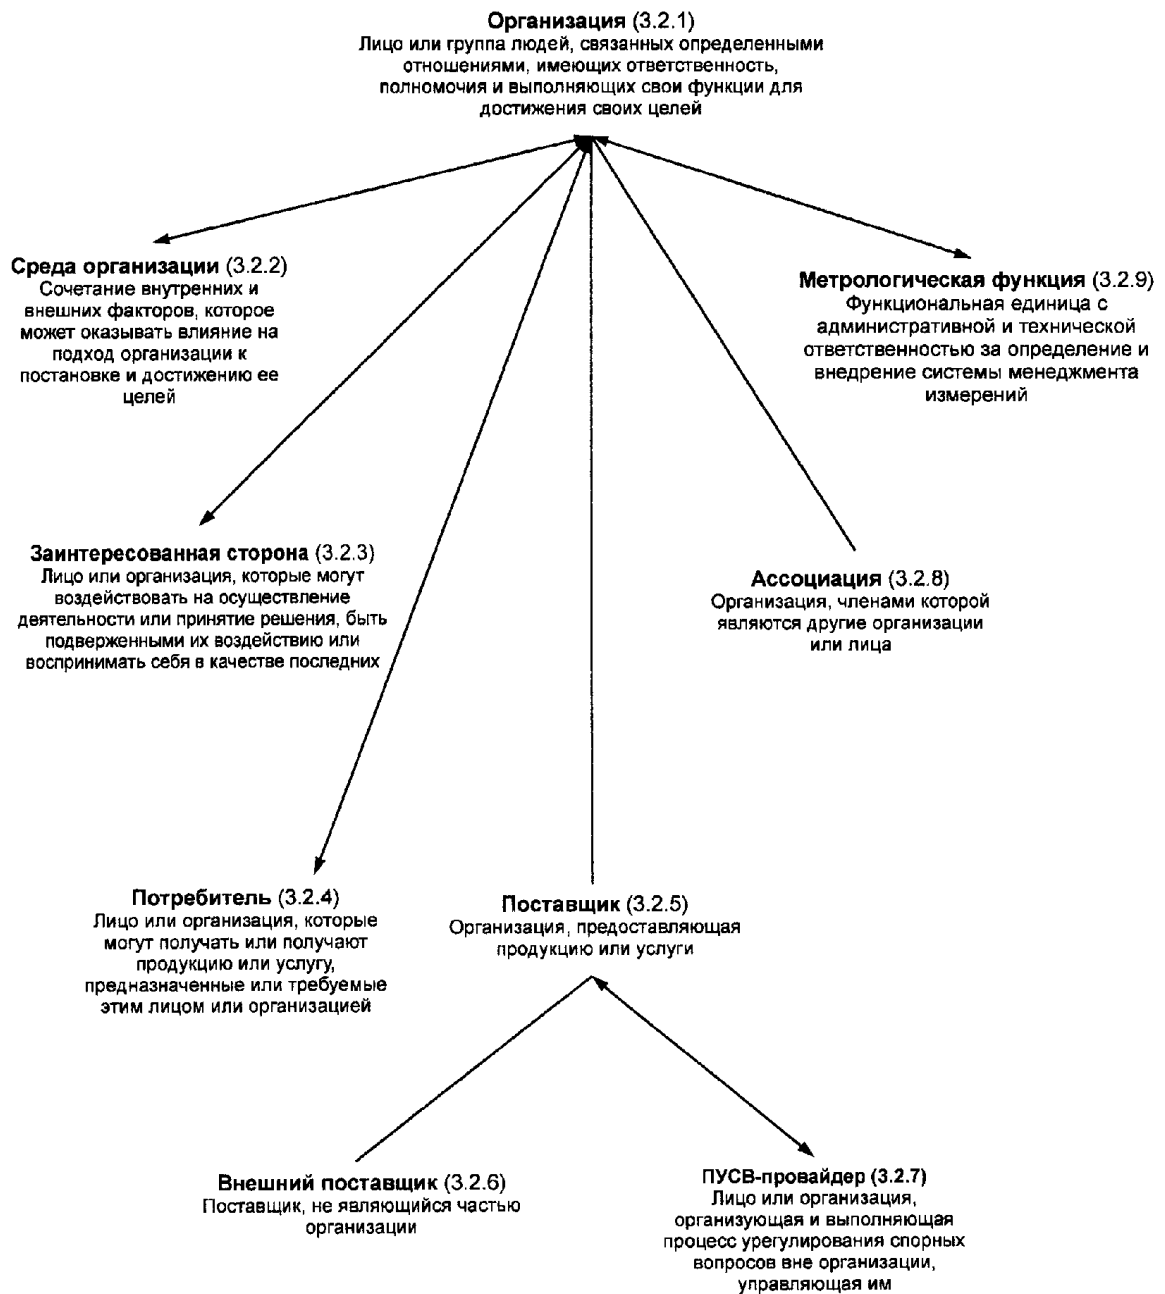 Организация (3.2.1)
Лицо или группа людей, связанных определенными
отношениями, имеющих ответственность,
полномочия и выполняющих свои функции для
достижения своих целей
Среда организации (3.2.2)
Сочетание внутренних и
внешних факторов, которое
может оказывать влияние на
подход организации к
постановке и достижению ее
целей
Метрологическая функция (3.2.9)
Функциональная единица с
административной и технической
ответственностью за определение и
внедрение системы менеджмента
измерений
Заинтересованная сторона (3.2.3)
Лицо или организация, которые могут
воздействовать на осуществление
деятельности или принятие решения, быть
подверженными их воздействию или
воспринимать себя в качестве последних
Ассоциация (3.2.8)
Организация, членами которой
являются другие организации
или лица
Потребитель (3.2.4)
Лицо или организация, которые
могут получать или получают
продукцию или услугу,
предназначенные или требуемые
этим лицом или организацией
Поставщик (3.2.5)
Организация, предоставляющая
продукцию или услуги
Внешний поставщик (3.2.6)
Поставщик, не являющийся частью
организации
ПУСВ-провайдер (3.2.7)
Лицо или организация,
организующая и выполняющая
процесс урегулирования спорных
вопросов вне организации,
управляющая им